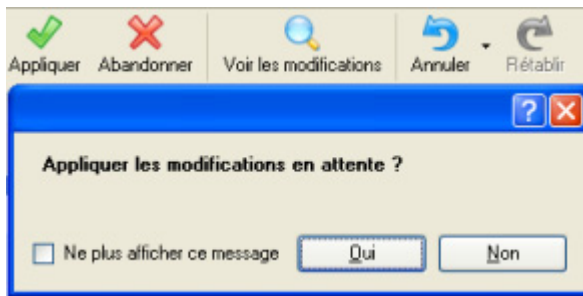 Appliquer Abandonner Voir les modifications Annuler Rétablir
?
Appliquer les modifications en attente ?
Ne plus afficher ce message Oui Non